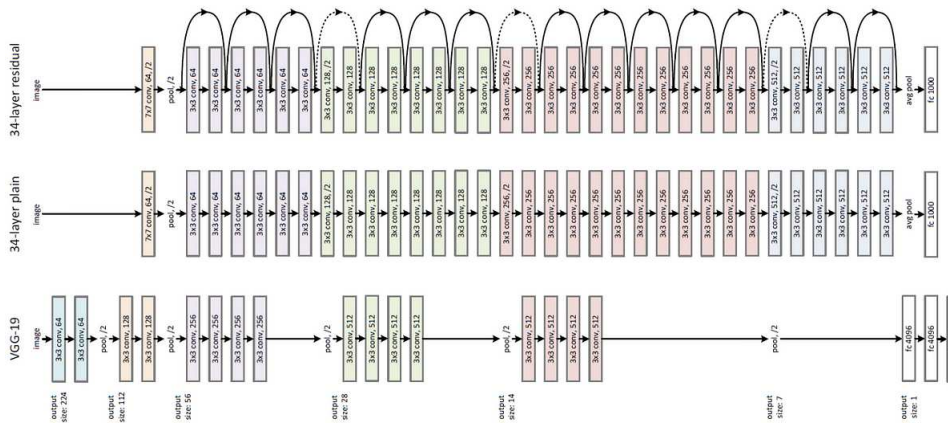 34-layer residual
image
7x7 conv, 64, /2
pool, /2
3x3 conv, 64
3x3 conv, 64
3x3 conv, 64
3x3 conv, 64
3x3 conv, 64
3x3 conv, 64
3x3 conv, 128, /2
3x3 conv, 128
3x3 conv, 128
3x3 conv, 128
3x3 conv, 128
3x3 conv, 128
3x3 conv, 128
3x3 conv, 128
3x3 conv, 256, /2
3x3 conv, 256
3x3 conv, 256
3x3 conv, 256
3x3 conv, 256
3x3 conv, 256
3x3 conv, 256
3x3 conv, 256
3x3 conv, 256
3x3 conv, 256
3x3 conv, 256
3x3 conv, 256
3x3 conv, 512, /2
3x3 conv, 512
3x3 conv, 512
3x3 conv, 512
3x3 conv, 512
3x3 conv, 512
avg pool
fc 1000
34-layer plain
image
7x7 conv, 64, /2
pool, /2
3x3 conv, 64
3x3 conv, 64
3x3 conv, 64
3x3 conv, 64
3x3 conv, 64
3x3 conv, 64
3x3 conv, 128, /2
3x3 conv, 128
3x3 conv, 128
3x3 conv, 128
3x3 conv, 128
3x3 conv, 128
3x3 conv, 128
3x3 conv, 128
3x3 conv, 256, /2
3x3 conv, 256
3x3 conv, 256
3x3 conv, 256
3x3 conv, 256
3x3 conv, 256
3x3 conv, 256
3x3 conv, 256
3x3 conv, 256
3x3 conv, 256
3x3 conv, 256
3x3 conv, 256
3x3 conv, 512, /2
3x3 conv, 512
3x3 conv, 512
3x3 conv, 512
3x3 conv, 512
3x3 conv, 512
avg pool
fc 1000
VGG-19
image
3x3 conv, 64
3x3 conv, 64
pool, /2
3x3 conv, 128
3x3 conv, 128
pool, /2
3x3 conv, 256
3x3 conv, 256
3x3 conv, 256
3x3 conv, 256
pool, /2
3x3 conv, 512
3x3 conv, 512
3x3 conv, 512
3x3 conv, 512
pool, /2
3x3 conv, 512
3x3 conv, 512
3x3 conv, 512
3x3 conv, 512
pool, /2
fc 4096
fc 4096
output
size: 224
output
size: 112
output
size: 56
output
size: 28
output
size: 14
output
size: 7
output
size: 1